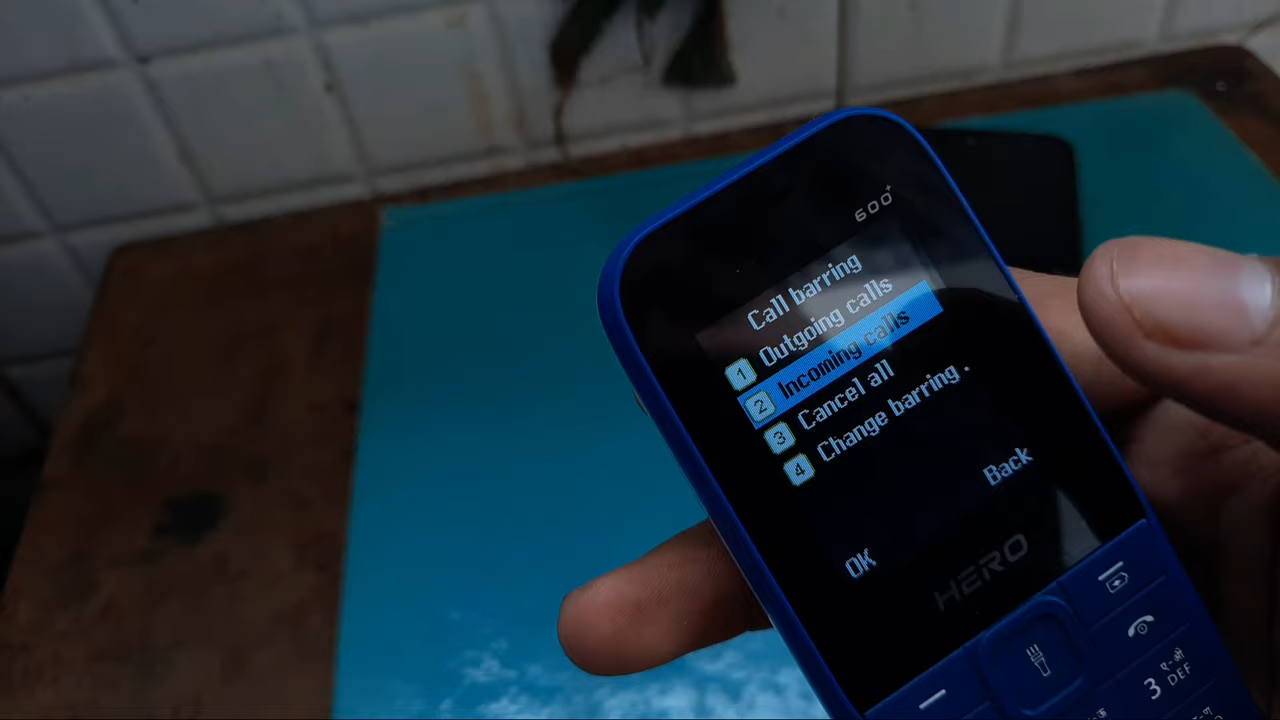 600+
Call barring
1 Outgoing calls
2 Incoming calls
3 Cancel all
4 Change barring .
Back
OK
HERO
3 DEF